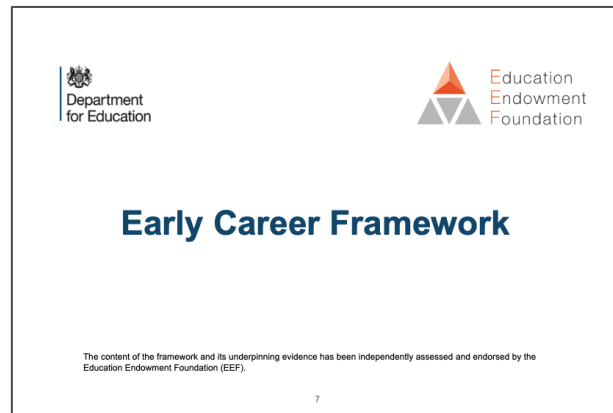 Department
for Education
Education
Endowment
Foundation
Early Career Framework
The content of the framework and its underpinning evidence has been independently assessed and endorsed by the
Education Endowment Foundation (EEF).
7